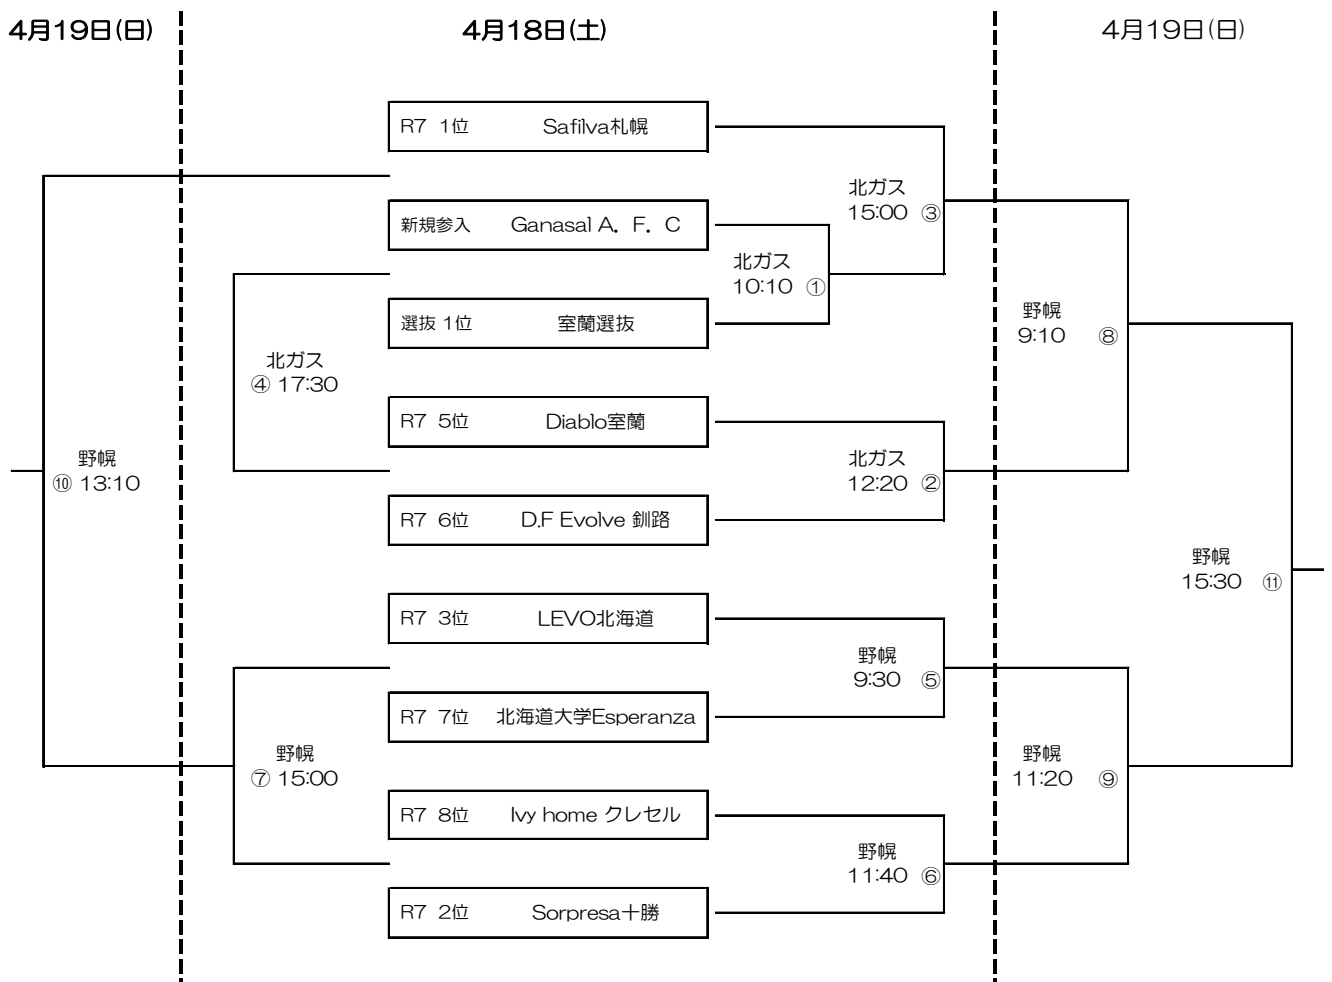 4月19日(日)
4月18日(土)
4月19日(日)
R7 1位 Safilva札幌
北ガス
15:00 ③
新規参入 Ganasal A．F．C
北ガス
10:10 ①
選抜 1位 室蘭選抜
野幌
9:10 ⑧
北ガス
④ 17:30
R7 5位 Diablo室蘭
野幌
⑩ 13:10
北ガス
12:20 ②
R7 6位 D.F Evolve 釧路
野幌
15:30 ⑪
R7 3位 LEVO北海道
野幌
9:30 ⑤
R7 7位 北海道大学Esperanza
野幌
⑦ 15:00
野幌
11:20 ⑨
R7 8位 Ivy home クレセル
野幌
11:40 ⑥
R7 2位 Sorpresa十勝